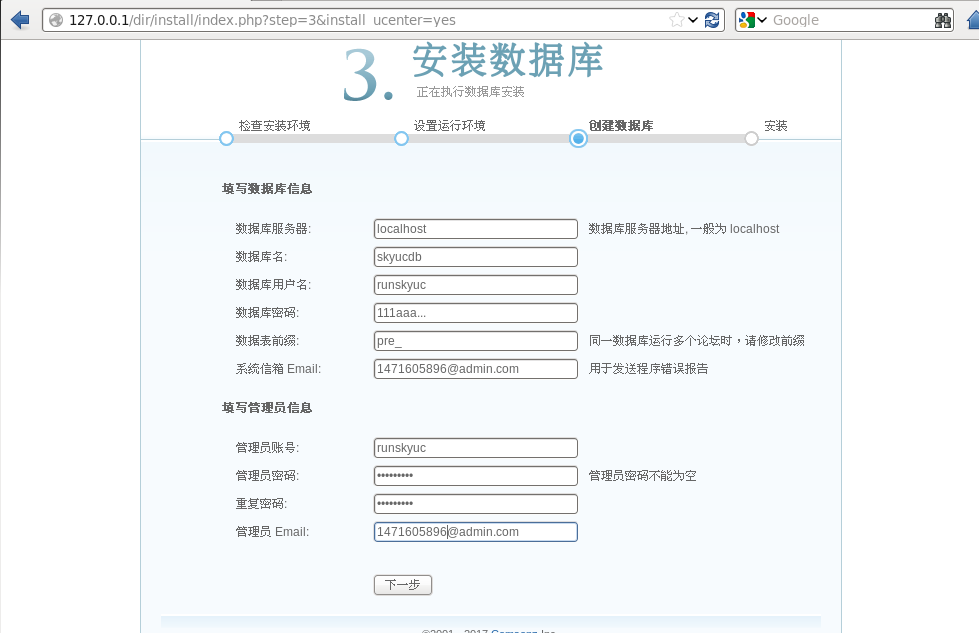 127.0.0.1/dir/install/index.php?step=3&install_ucenter=yes
Google
3. 安装数据库
正在执行数据库安装
检查安装环境 设置运行环境 创建数据库 安装
填写数据库信息
数据库服务器: localhost 数据库服务器地址, 一般为 localhost
数据库名: skyucdb
数据库用户名: runskyuc
数据库密码: 111aaa...
数据表前缀: pre_ 同一数据库运行多个论坛时，请修改前缀
系统信箱 Email: 1471605896@admin.com 用于发送程序错误报告
填写管理员信息
管理员账号: runskyuc
管理员密码: ••••••••• 管理员密码不能为空
重复密码: •••••••••
管理员 Email: 1471605896@admin.com
下一步
©2001 - 2017 Comsenz Inc.